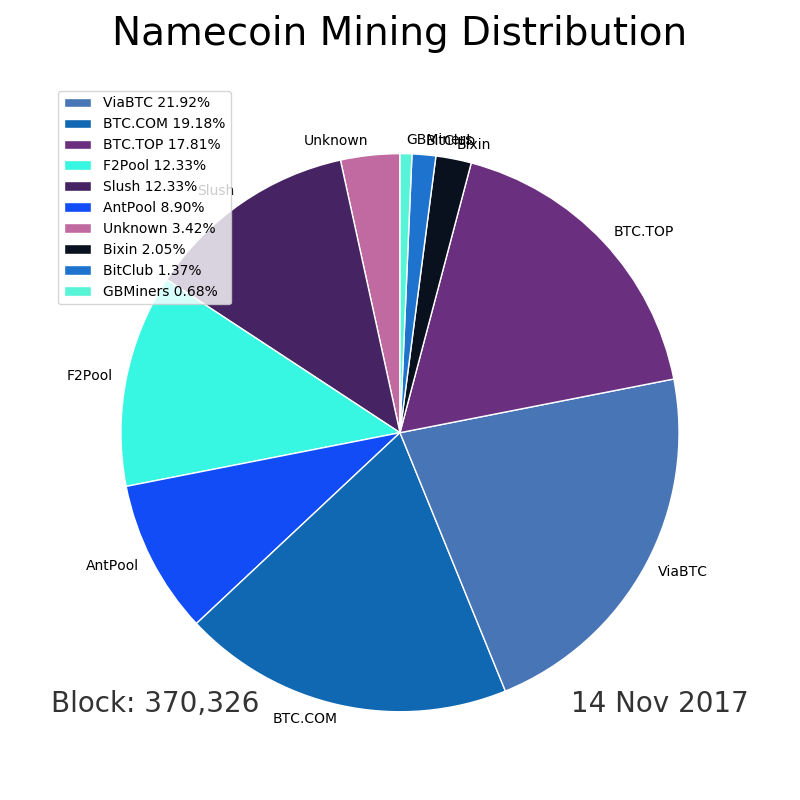 Namecoin Mining Distribution
ViaBTC 21.92%
BTC.COM 19.18%
BTC.TOP 17.81%
F2Pool 12.33%
Slush 12.33%
AntPool 8.90%
Unknown 3.42%
Bixin 2.05%
BitClub 1.37%
GBMiners 0.68%
Unknown
GBMiners
BitClub
Bixin
Slush
BTC.TOP
F2Pool
AntPool
ViaBTC
BTC.COM
Block: 370,326
14 Nov 2017